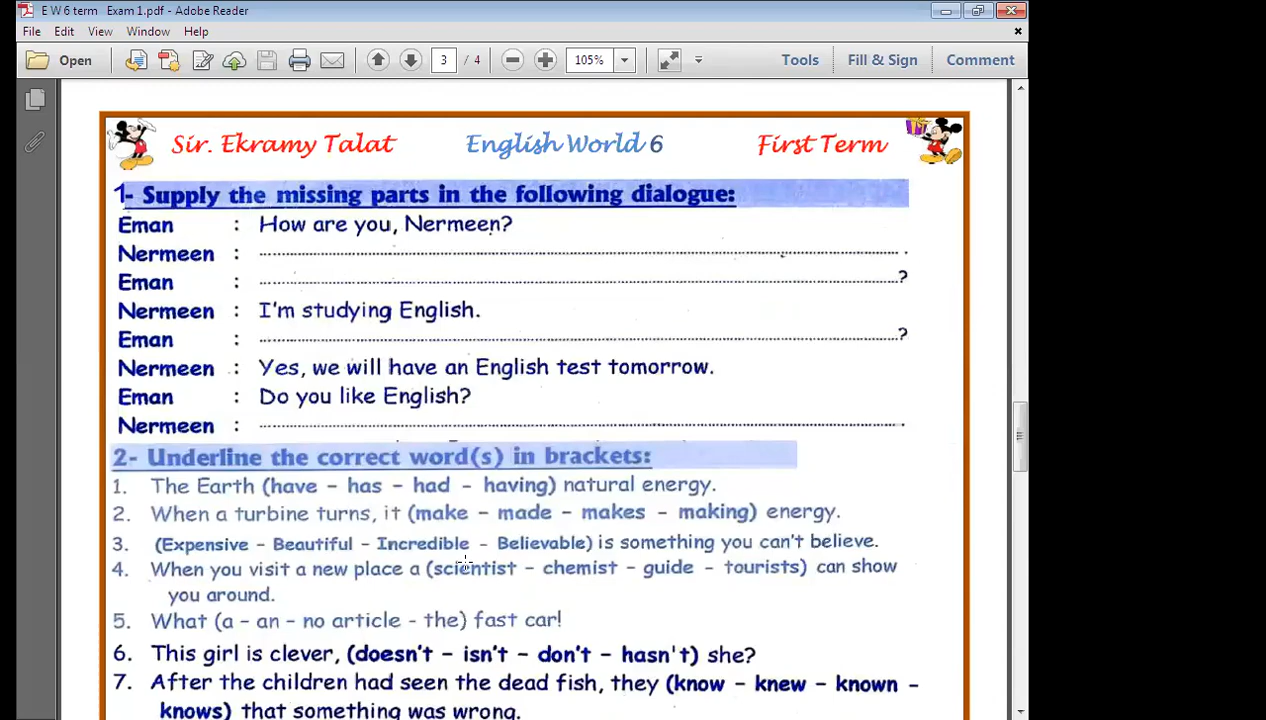 E W 6 term   Exam 1.pdf - Adobe Reader
File Edit View Window Help
Open 3 / 4 105% Tools Fill & Sign Comment
Sir. Ekramy Talat English World 6 First Term
1- Supply the missing parts in the following dialogue:
Eman : How are you, Nermeen?
Nermeen : ........................................
Eman : ........................................?
Nermeen : I'm studying English.
Eman : ........................................?
Nermeen : Yes, we will have an English test tomorrow.
Eman : Do you like English?
Nermeen : ........................................
2- Underline the correct word(s) in brackets:
1. The Earth (have – has – had – having) natural energy.
2. When a turbine turns, it (make – made – makes – making) energy.
3. (Expensive – Beautiful – Incredible – Believable) is something you can't believe.
4. When you visit a new place a (scientist – chemist – guide – tourists) can show
you around.
5. What (a – an – no article - the) fast car!
6. This girl is clever, (doesn't – isn't – don't – hasn't) she?
7. After the children had seen the dead fish, they (know – knew – known –
knows) that something was wrong.